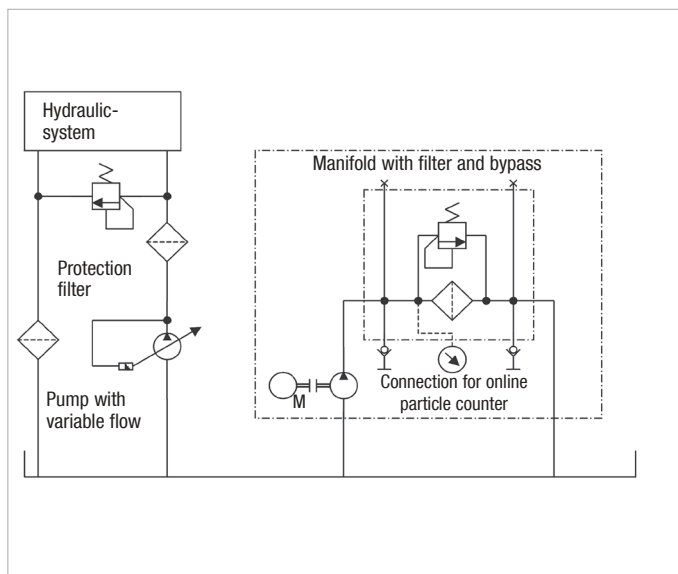 Hydraulic-
system
Manifold with filter and bypass
Protection
filter
Pump with
variable flow
M
Connection for online
particle counter